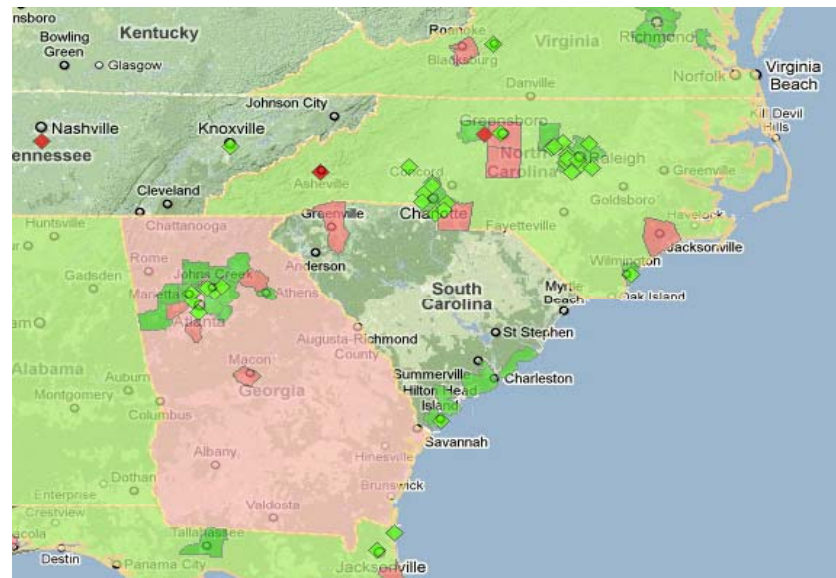 nsboro
Bowling
Green
Glasgow
Kentucky
Roanoke
Blacksburg
Virginia
Richmond
Norfolk
Virginia
Beach
Danville
Johnson City
Nashville
ennessee
Knoxville
Greensboro
North
Carolina
Raleigh
Kill Devil
Hills
Greenville
Cleveland
Asheville
Concord
Charlotte
Goldsboro
Fayetteville
Havelock
Jacksonville
Chattanooga
Greenville
Huntsville
Rome
Anderson
Wilmington
Oak Island
Gadsden
Johns Creek
Marietta
Atlanta
Athens
South
Carolina
Myrtle
Beach
am
Alabama
Augusta-Richmond
County
St Stephen
Macon
Georgia
Summerville
Charleston
Hilton Head
Island
Auburn
Montgomery
Columbus
Savannah
Albany
Hinesville
Dothan
Enterprise
Brunswick
Valdosta
Crestview
Tallahassee
acola
Destin
Panama City
Jacksonville